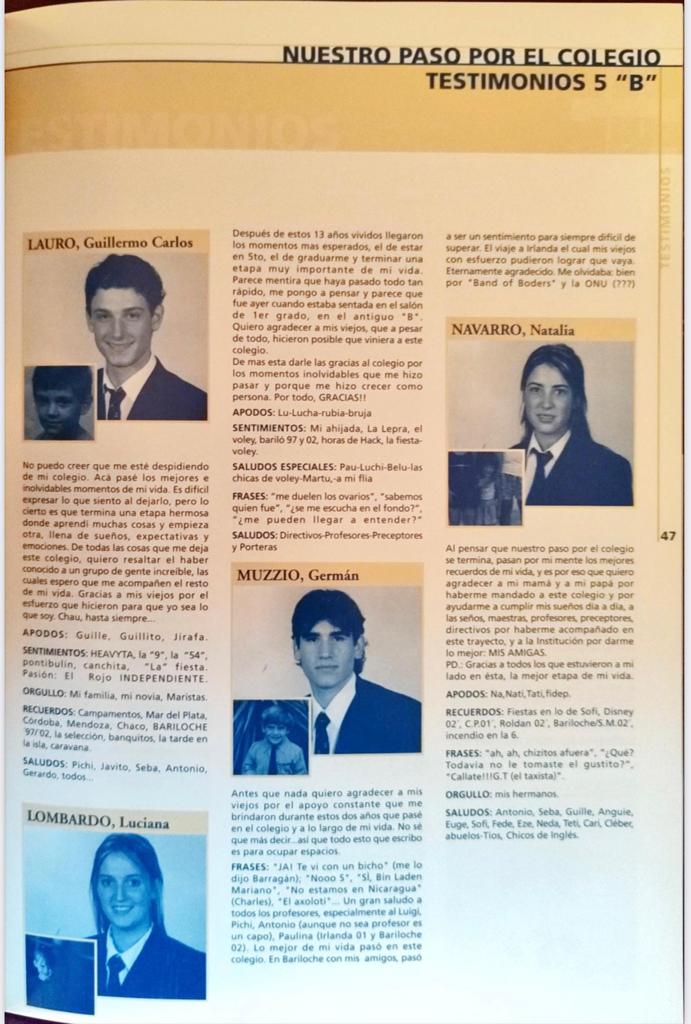 NUESTRO PASO POR EL COLEGIO
TESTIMONIOS 5 "B"
TESTIMONIOS
TESTIMONIOS
LAURO, Guillermo Carlos
No puedo creer que me esté despidiendo
de mi colegio. Acá pasé los mejores e
inolvidables momentos de mi vida. Es difícil
expresar lo que siento al dejarlo, pero lo
cierto es que termina una etapa hermosa
donde aprendí muchas cosas y empieza
otra, llena de sueños, expectativas y
emociones. De todas las cosas que me deja
este colegio, quiero resaltar el haber
conocido a un grupo de gente increíble, las
cuales espero que me acompañen el resto
de mi vida. Gracias a mis viejos por el
esfuerzo que hicieron para que yo sea lo
que soy. Chau, hasta siempre...
APODOS: Guille, Guillito, Jirafa.
SENTIMIENTOS: HEAVYTA, la "9", la "54",
pontibulin, canchita, "La" fiesta.
Pasión: El Rojo INDEPENDIENTE.
ORGULLO: Mi familia, mi novia, Maristas.
RECUERDOS: Campamentos, Mar del Plata,
Córdoba, Mendoza, Chaco, BARILOCHE
'97/'02, la selección, banquitos, la tarde en
la isla, caravana.
SALUDOS: Pichi, Javito, Seba, Antonio,
Gerardo, todos...
LOMBARDO, Luciana
Después de estos 13 años vividos llegaron
los momentos mas esperados, el de estar
en 5to, el de graduarme y terminar una
etapa muy importante de mi vida.
Parece mentira que haya pasado todo tan
rápido, me pongo a pensar y parece que
fue ayer cuando estaba sentada en el salón
de 1er grado, en el antiguo "B".
Quiero agradecer a mis viejos, que a pesar
de todo, hicieron posible que viniera a este
colegio.
De mas esta darle las gracias al colegio por
los momentos inolvidables que me hizo
pasar y porque me hizo crecer como
persona. Por todo, GRACIAS!!
APODOS: Lu-Lucha-rubia-bruja
SENTIMIENTOS: Mi ahijada, La Lepra, el
voley, bariló 97 y 02, horas de Hack, la fiesta-
voley.
SALUDOS ESPECIALES: Pau-Luchi-Belu-las
chicas de voley-Martu,-a mi flia
FRASES: "me duelen los ovarios", "sabemos
quien fue", "¿se me escucha en el fondo?",
"¿me pueden llegar a entender?"
SALUDOS: Directivos-Profesores-Preceptores
y Porteras
MUZZIO, Germán
Antes que nada quiero agradecer a mis
viejos por el apoyo constante que me
brindaron durante estos dos años que pasé
en el colegio y a lo largo de mi vida. No sé
que más decir...así que todo esto que escribo
es para ocupar espacios.
FRASES: "JA! Te vi con un bicho" (me lo
dijo Barragán); "Nooo S", "SÍ, Bin Laden
Mariano", "No estamos en Nicaragua"
(Charles), "El axoloti"... Un gran saludo a
todos los profesores, especialmente al Luigi,
Pichi, Antonio (aunque no sea profesor es
un capo), Paulina (Irlanda 01 y Bariloche
02). Lo mejor de mi vida pasó en este
colegio. En Bariloche con mis amigos, pasó
a ser un sentimiento para siempre difícil de
superar. El viaje a Irlanda el cual mis viejos
con esfuerzo pudieron lograr que vaya.
Eternamente agradecido. Me olvidaba: bien
por "Band of Boders" y la ONU (???)
NAVARRO, Natalia
Al pensar que nuestro paso por el colegio
se termina, pasan por mi mente los mejores
recuerdos de mi vida, y es por eso que quiero
agradecer a mi mamá y a mi papá por
haberme mandado a este colegio y por
ayudarme a cumplir mis sueños día a día, a
las seños, maestras, profesores, preceptores,
directivos por haberme acompañado en
este trayecto, y a la Institución por darme
lo mejor: MIS AMIGAS.
PD.: Gracias a todos los que estuvieron a mi
lado en ésta, la mejor etapa de mi vida.
APODOS: Na,Nati,Tati,fidep.
RECUERDOS: Fiestas en lo de Sofi, Disney
02', C.P.01', Roldan 02', Bariloche/S.M.02',
incendio en la 6.
FRASES: "ah, ah, chizitos afuera", "¿Qué?
Todavía no le tomaste el gustito?",
"Callate!!!G.T (el taxista)".
ORGULLO: mis hermanos.
SALUDOS: Antonio, Seba, Guille, Anguie,
Euge, Sofi, Fede, Eze, Neda, Teti, Cari, Cléber,
abuelos-Tíos, Chicos de Inglés.
47